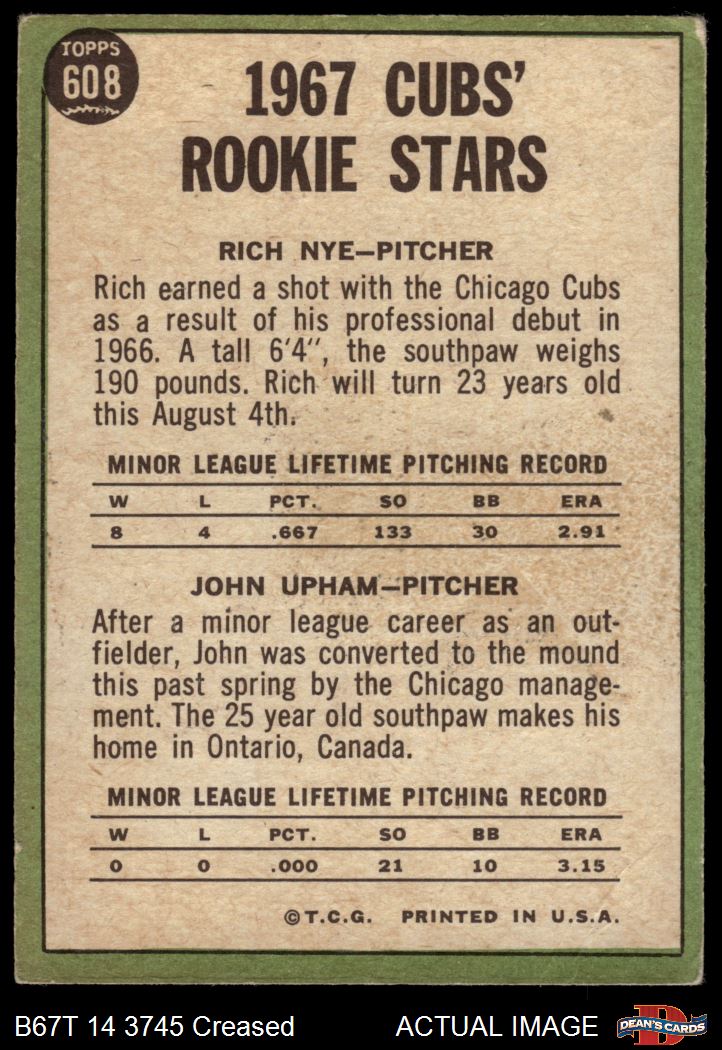 TOPPS
608
1967 CUBS'
ROOKIE STARS
RICH NYE—PITCHER
Rich earned a shot with the Chicago Cubs
as a result of his professional debut in
1966. A tall 6'4", the southpaw weighs
190 pounds. Rich will turn 23 years old
this August 4th.
MINOR LEAGUE LIFETIME PITCHING RECORD
W L PCT. SO BB ERA
8 4 .667 133 30 2.91
JOHN UPHAM—PITCHER
After a minor league career as an out-
fielder, John was converted to the mound
this past spring by the Chicago manage-
ment. The 25 year old southpaw makes his
home in Ontario, Canada.
MINOR LEAGUE LIFETIME PITCHING RECORD
W L PCT. SO BB ERA
0 0 .000 21 10 3.15
©T.C.G. PRINTED IN U.S.A.
B67T 14 3745 Creased ACTUAL IMAGE
D
DEAN'S CARDS